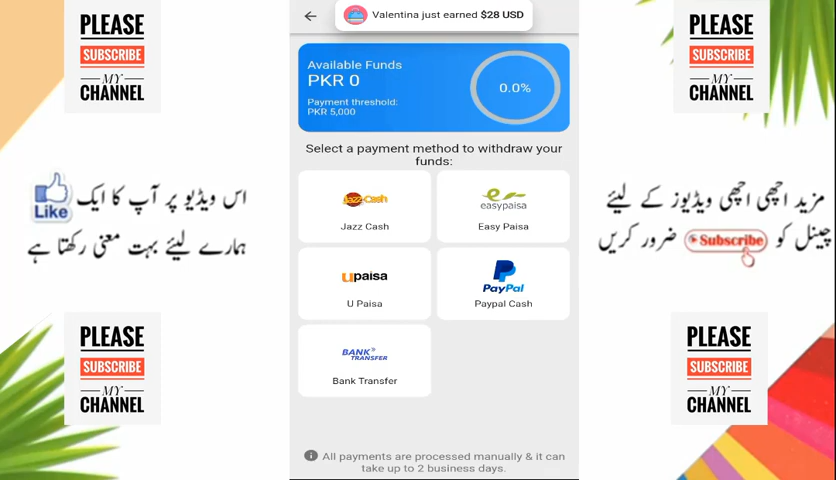 PLEASE
SUBSCRIBE
MY
CHANNEL
Like
اس ویڈیو پر آپ کا ایک
ہمارے لیئے بہت معنی رکھتا ہے
PLEASE
SUBSCRIBE
MY
CHANNEL
Valentina just earned $28 USD
Available Funds
PKR 0
Payment threshold:
PKR 5,000
0.0%
Select a payment method to withdraw your
funds:
JazzCash
Jazz Cash
easypaisa
Easy Paisa
Upaisa
U Paisa
PayPal
Paypal Cash
BANK
TRANSFER
Bank Transfer
All payments are processed manually & it can
take up to 2 business days.
PLEASE
SUBSCRIBE
MY
CHANNEL
مزید اچھی اچھی ویڈیوز کے لیئے
چینل کو Subscribe ضرور کریں
PLEASE
SUBSCRIBE
MY
CHANNEL